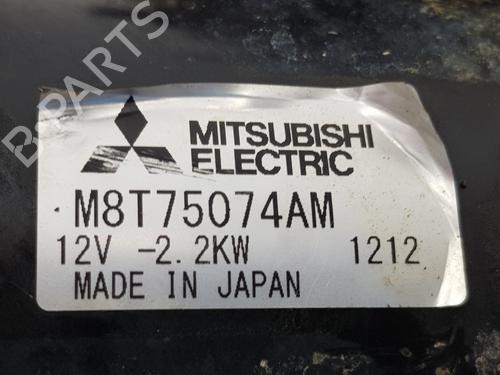 MITSUBISHI
ELECTRIC
M8T75074AM
12V -2.2KW 1212
MADE IN JAPAN
B-PARTS